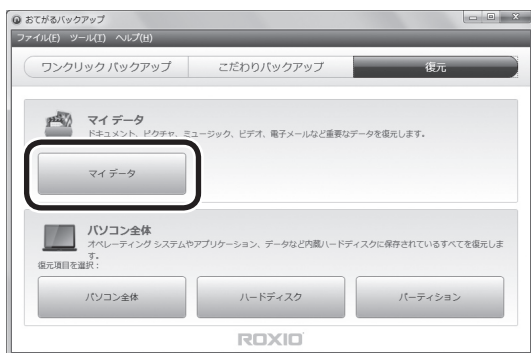 おてがるバックアップ
ファイル(F) ツール(T) ヘルプ(H)
ワンクリックバックアップ こだわりバックアップ 復元
マイ データ
ドキュメント、ピクチャ、ミュージック、ビデオ、電子メールなど重要なデータを復元します。
マイ データ
パソコン全体
オペレーティング システムやアプリケーション、データなど内蔵ハードディスクに保存されているすべてを復元しま
す。
復元項目を選択:
パソコン全体 ハードディスク パーティション
ROXIO